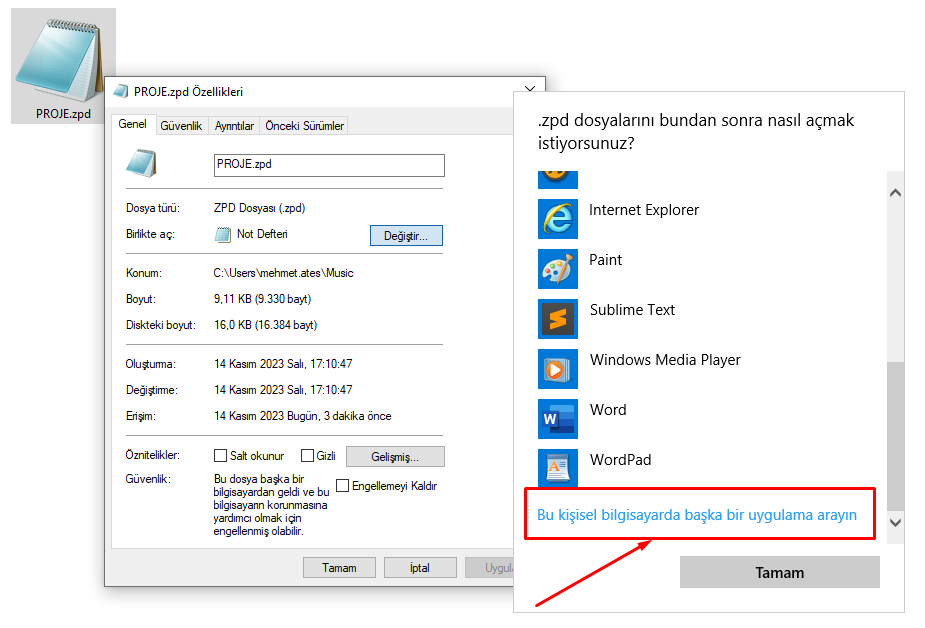 PROJE.zpd
PROJE.zpd Özellikleri
Genel Güvenlik Ayrıntılar Önceki Sürümler
PROJE.zpd
Dosya türü: ZPD Dosyası (.zpd)
Birlikte aç: Not Defteri Değiştir...
Konum: C:\Users\mehmet.ates\Music
Boyut: 9,11 KB (9.330 bayt)
Diskteki boyut: 16,0 KB (16.384 bayt)
Oluşturma: 14 Kasım 2023 Salı, 17:10:47
Değiştirme: 14 Kasım 2023 Salı, 17:10:47
Erişim: 14 Kasım 2023 Bugün, 3 dakika önce
Öznitelikler: Salt okunur Gizli Gelişmiş...
Güvenlik: Bu dosya başka bir
bilgisayardan geldi ve bu
bilgisayarın korunmasına
yardımcı olmak için
engellenmiş olabilir.
Engellemeyi Kaldır
Tamam İptal Uygul
.zpd dosyalarını bundan sonra nasıl açmak
istiyorsunuz?
Internet Explorer
Paint
Sublime Text
Windows Media Player
Word
WordPad
Bu kişisel bilgisayarda başka bir uygulama arayın
Tamam